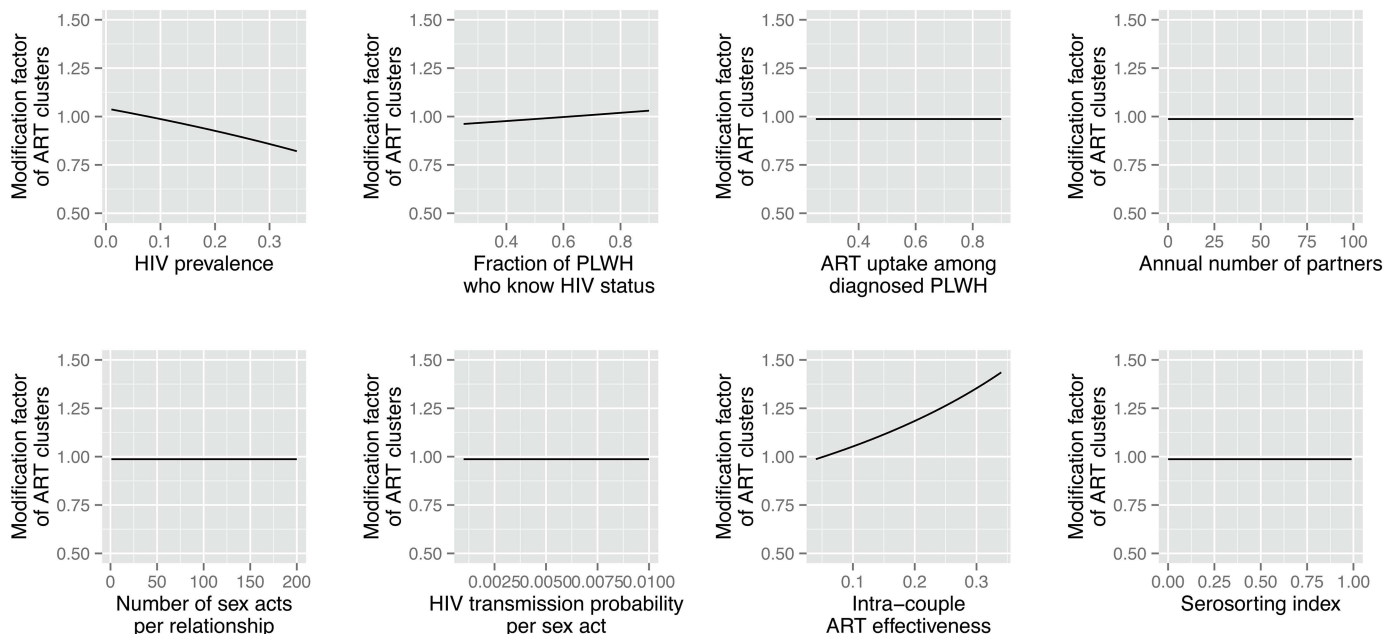 1.50
1.25
1.00
0.75
0.50
Modification factor
of ART clusters
0.0 0.1 0.2 0.3
HIV prevalence
1.50
1.25
1.00
0.75
0.50
Modification factor
of ART clusters
0.4 0.6 0.8
Fraction of PLWH
who know HIV status
1.50
1.25
1.00
0.75
0.50
Modification factor
of ART clusters
0.4 0.6 0.8
ART uptake among
diagnosed PLWH
1.50
1.25
1.00
0.75
0.50
Modification factor
of ART clusters
0 25 50 75 100
Annual number of partners
1.50
1.25
1.00
0.75
0.50
Modification factor
of ART clusters
0 50 100 150 200
Number of sex acts
per relationship
1.50
1.25
1.00
0.75
0.50
Modification factor
of ART clusters
0.0025 0.0050 0.0075 0.0100
HIV transmission probability
per sex act
1.50
1.25
1.00
0.75
0.50
Modification factor
of ART clusters
0.1 0.2 0.3
Intra−couple
ART effectiveness
1.50
1.25
1.00
0.75
0.50
Modification factor
of ART clusters
0.00 0.25 0.50 0.75 1.00
Serosorting index